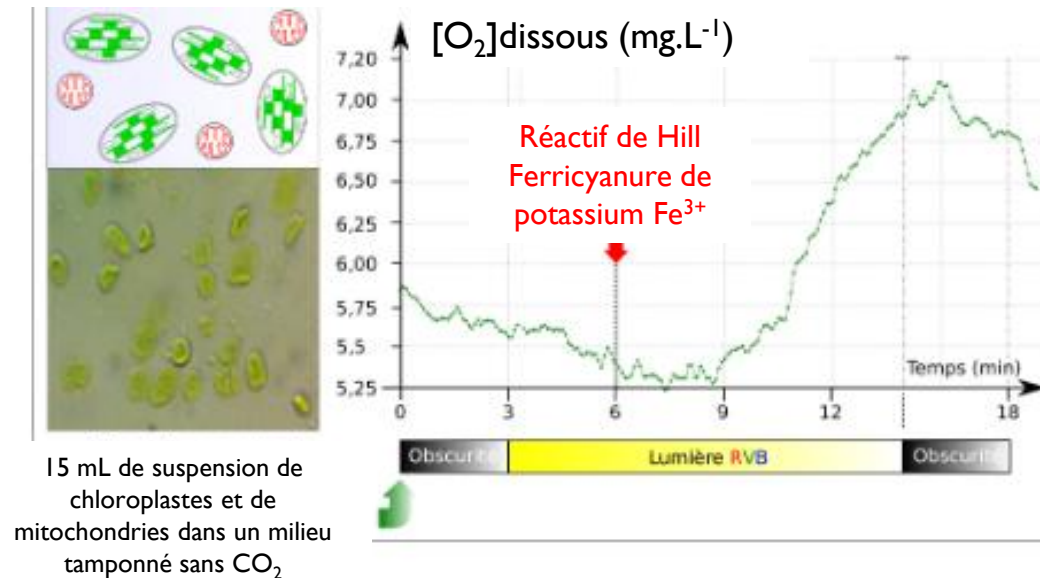 [O₂]dissous (mg.L⁻¹)
7,20
7,00
6,75
6,50
6,25
6,00
5,75
5,5
5,25
Réactif de Hill
Ferricyanure de
potassium Fe³⁺
Temps (min)
0 3 6 9 12 18
Obscurité Lumière RVB Obscurité
15 mL de suspension de
chloroplastes et de
mitochondries dans un milieu
tamponné sans CO₂